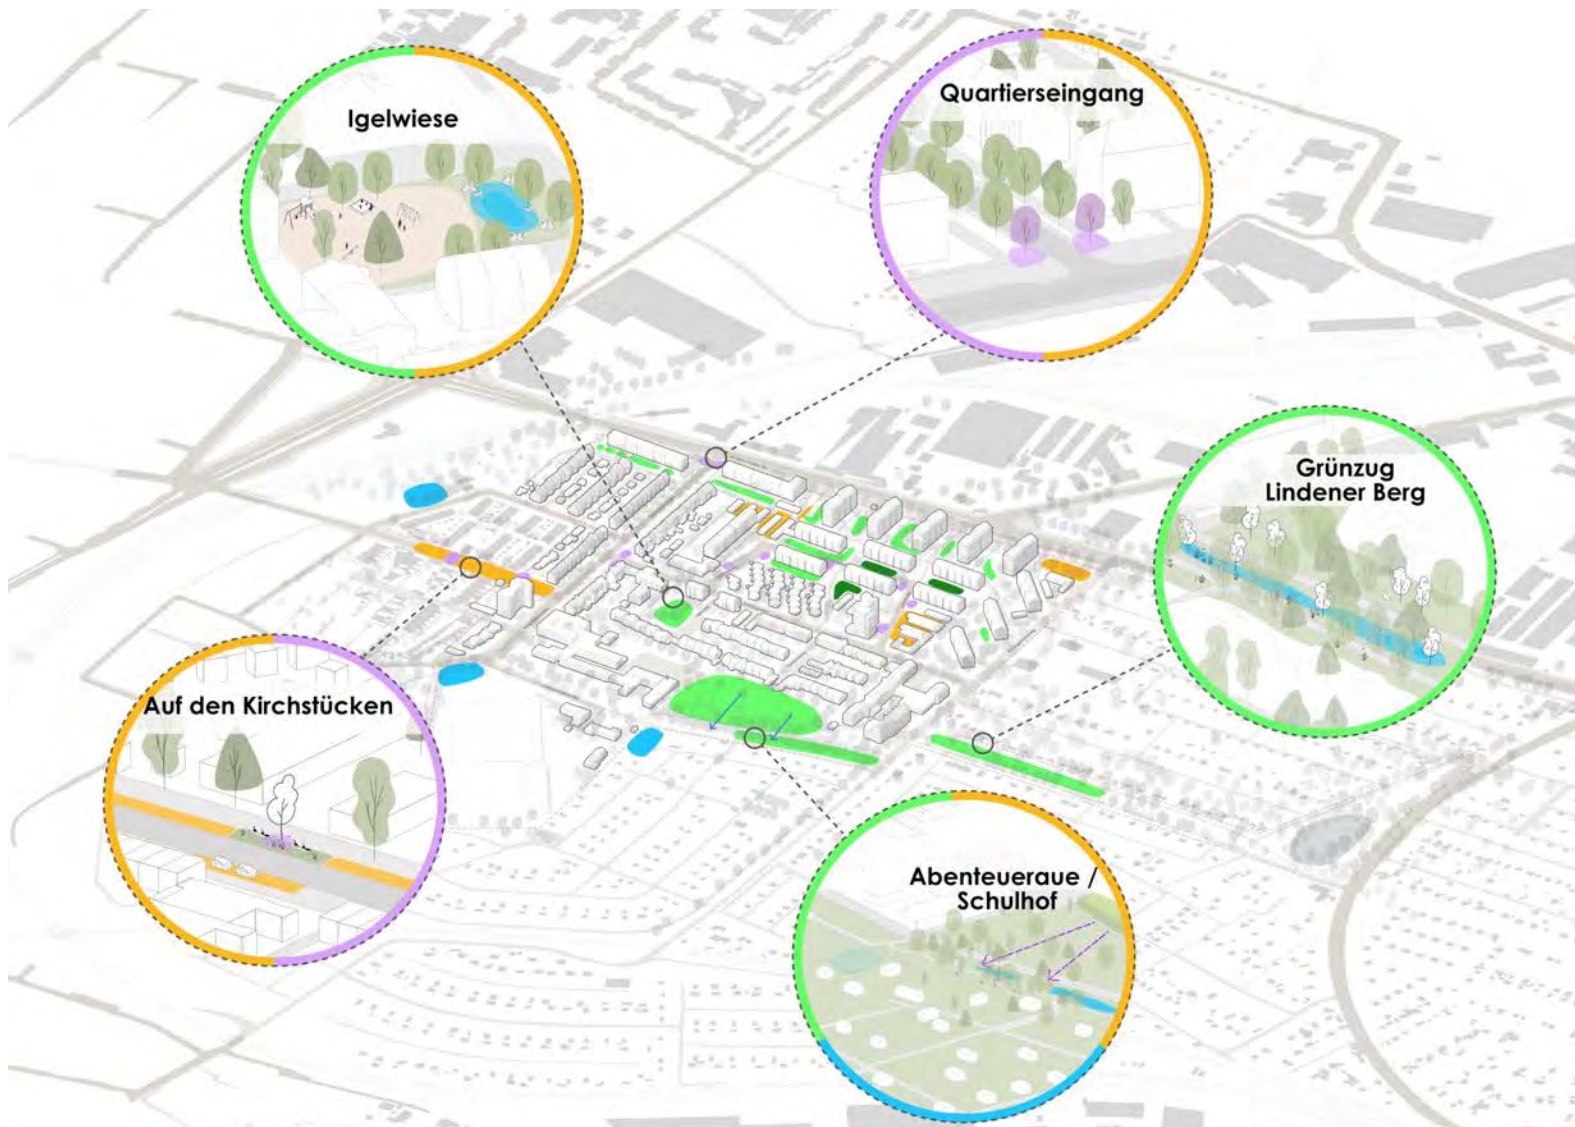 Igelwiese
Quartierseingang
Grünzug
Lindener Berg
Auf den Kirchstücken
Abenteueraue /
Schulhof